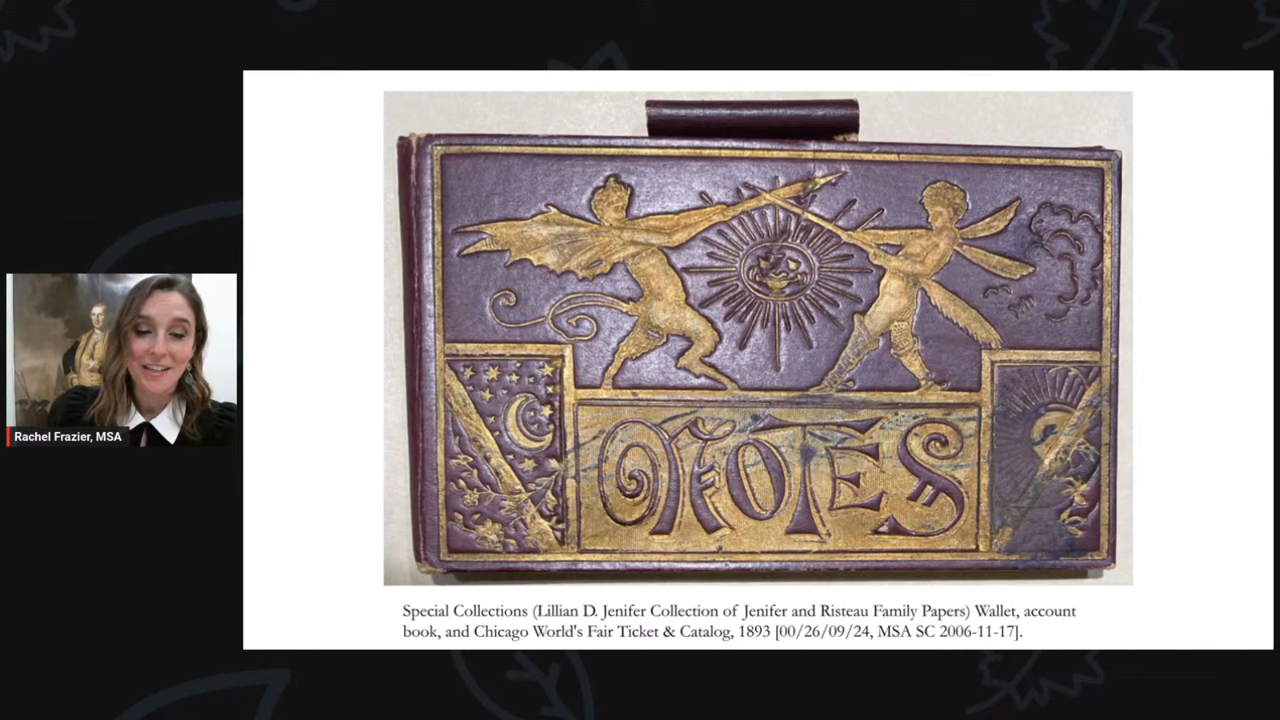 NOTES
Rachel Frazier, MSA
Special Collections (Lillian D. Jenifer Collection of Jenifer and Risteau Family Papers) Wallet, account
book, and Chicago World's Fair Ticket & Catalog, 1893 [00/26/09/24, MSA SC 2006-11-17].